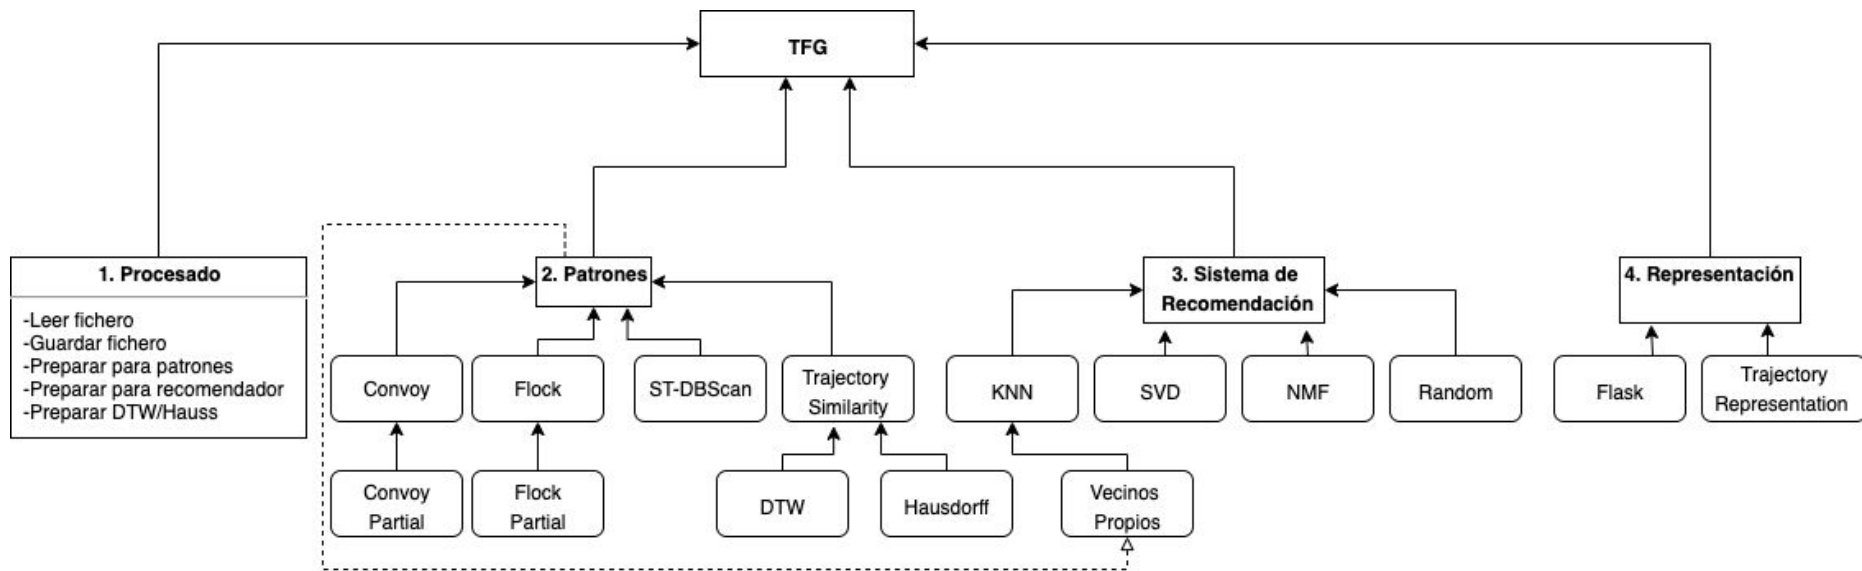 TFG
1. Procesado
-Leer fichero
-Guardar fichero
-Preparar para patrones
-Preparar para recomendador
-Preparar DTW/Hauss
2. Patrones
3. Sistema de
Recomendación
4. Representación
Convoy
Flock
ST-DBScan
Trajectory
Similarity
KNN
SVD
NMF
Random
Flask
Trajectory
Representation
Convoy
Partial
Flock
Partial
DTW
Hausdorff
Vecinos
Propios